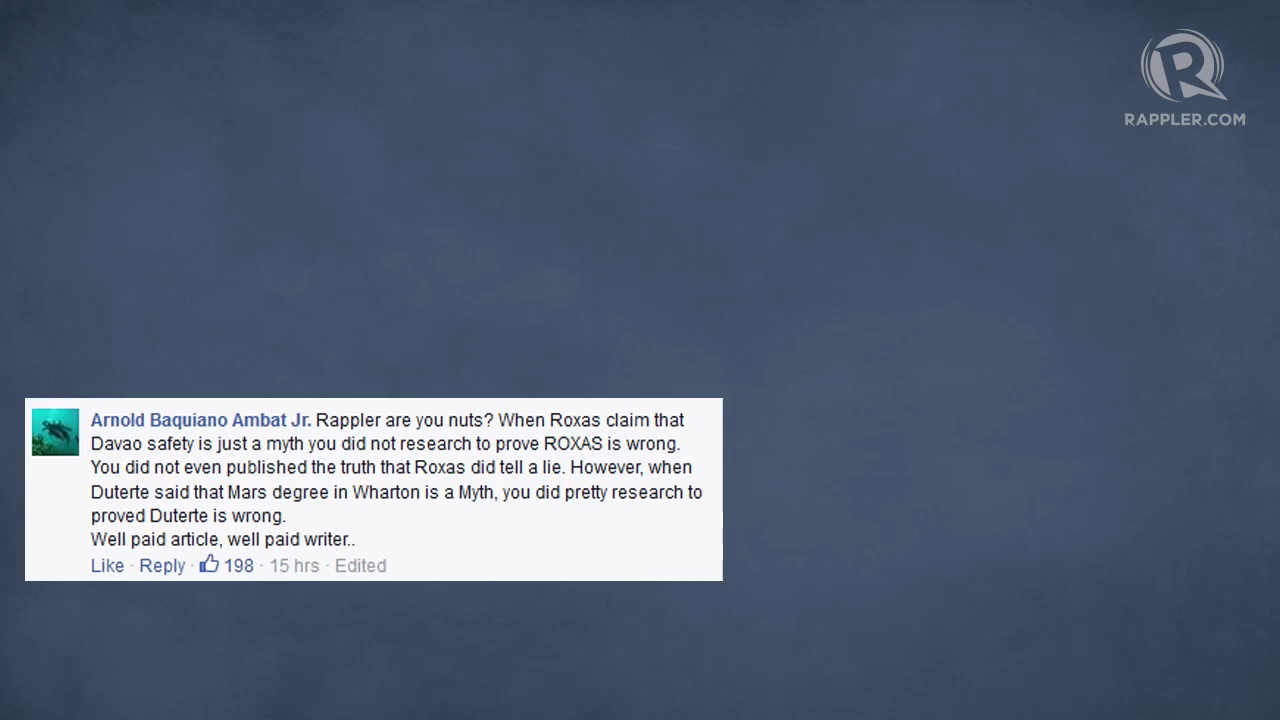 RAPPLER.COM
Arnold Baquiano Ambat Jr. Rappler are you nuts? When Roxas claim that
Davao safety is just a myth you did not research to prove ROXAS is wrong.
You did not even published the truth that Roxas did tell a lie. However, when
Duterte said that Mars degree in Wharton is a Myth, you did pretty research to
proved Duterte is wrong.
Well paid article, well paid writer..
Like · Reply · 198 · 15 hrs · Edited